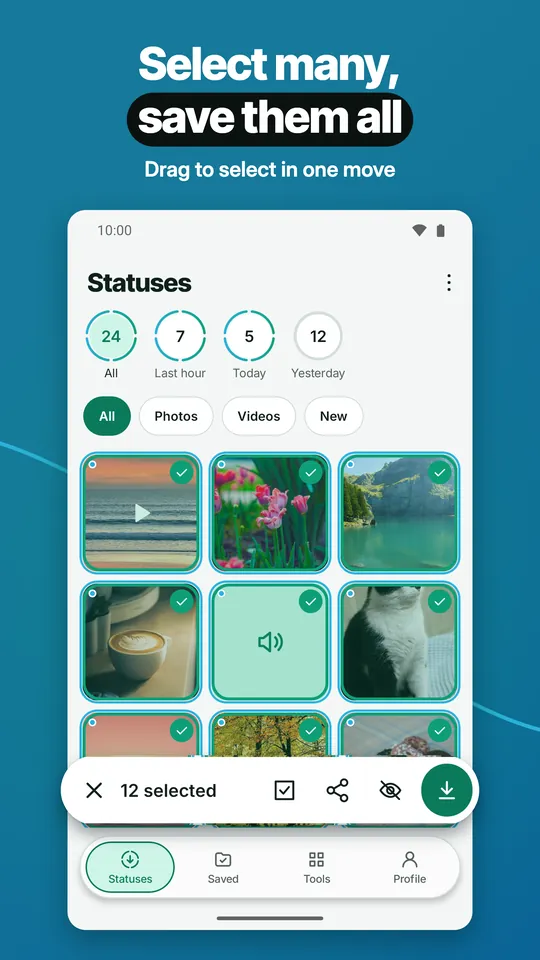 Select many,
save them all
Drag to select in one move
10:00
Statuses
24
7
5
12
All
Last hour
Today
Yesterday
All
Photos
Videos
New
12 selected
Statuses
Saved
Tools
Profile